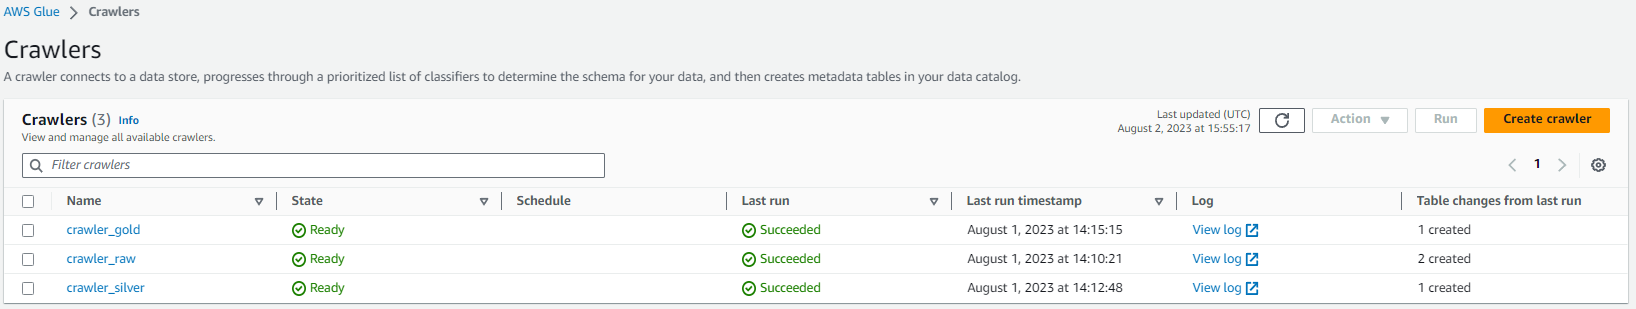 AWS Glue > Crawlers
Crawlers
A crawler connects to a data store, progresses through a prioritized list of classifiers to determine the schema for your data, and then creates metadata tables in your data catalog.
Crawlers (3) Info
View and manage all available crawlers.
Last updated (UTC)
August 2, 2023 at 15:55:17
Action
Run
Create crawler
Filter crawlers
1
Name State Schedule Last run Last run timestamp Log Table changes from last run
crawler_gold Ready Succeeded August 1, 2023 at 14:15:15 View log 1 created
crawler_raw Ready Succeeded August 1, 2023 at 14:10:21 View log 2 created
crawler_silver Ready Succeeded August 1, 2023 at 14:12:48 View log 1 created